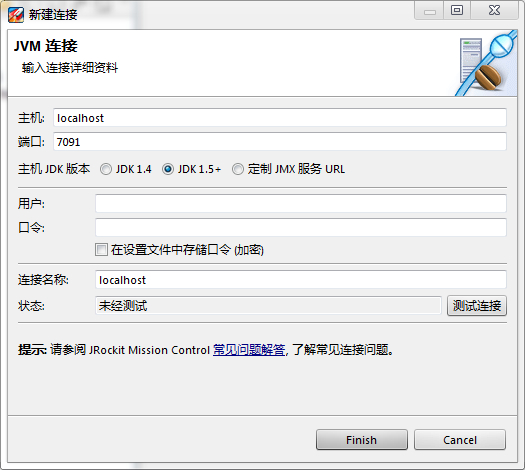 新建连接
JVM 连接
输入连接详细资料
主机: localhost
端口: 7091
主机 JDK 版本 JDK 1.4 JDK 1.5+ 定制 JMX 服务 URL
用户:
口令:
在设置文件中存储口令 (加密)
连接名称: localhost
状态: 未经测试 测试连接
提示: 请参阅 JRockit Mission Control 常见问题解答, 了解常见连接问题。
Finish Cancel